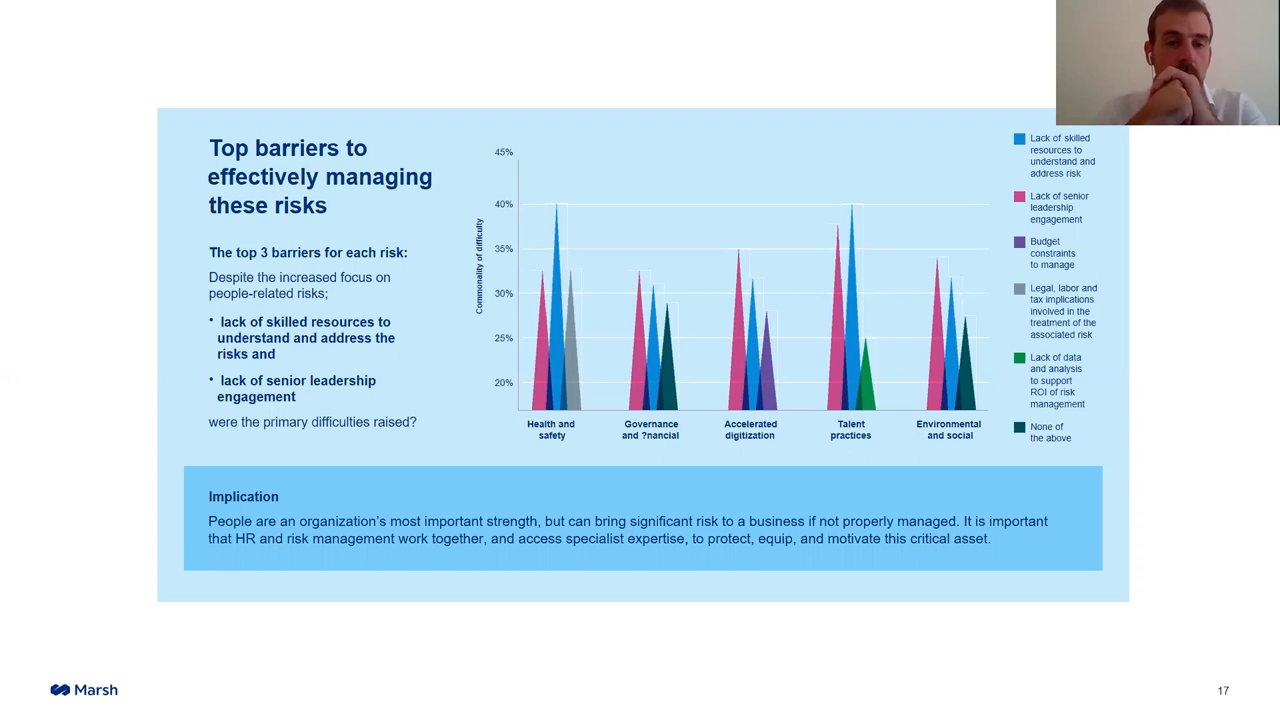 Top barriers to
effectively managing
these risks
The top 3 barriers for each risk:
Despite the increased focus on
people-related risks;
• lack of skilled resources to
understand and address the
risks and
• lack of senior leadership
engagement
were the primary difficulties raised?
Commonality of difficulty
45%
40%
35%
30%
25%
20%
Health and
safety
Governance
and ?nancial
Accelerated
digitization
Talent
practices
Environmental
and social
Lack of skilled
resources to
understand and
address risk
Lack of senior
leadership
engagement
Budget
constraints
to manage
Legal, labor and
tax implications
involved in the
treatment of the
associated risk
Lack of data
and analysis
to support
ROI of risk
management
None of
the above
Implication
People are an organization’s most important strength, but can bring significant risk to a business if not properly managed. It is important
that HR and risk management work together, and access specialist expertise, to protect, equip, and motivate this critical asset.
Marsh
17